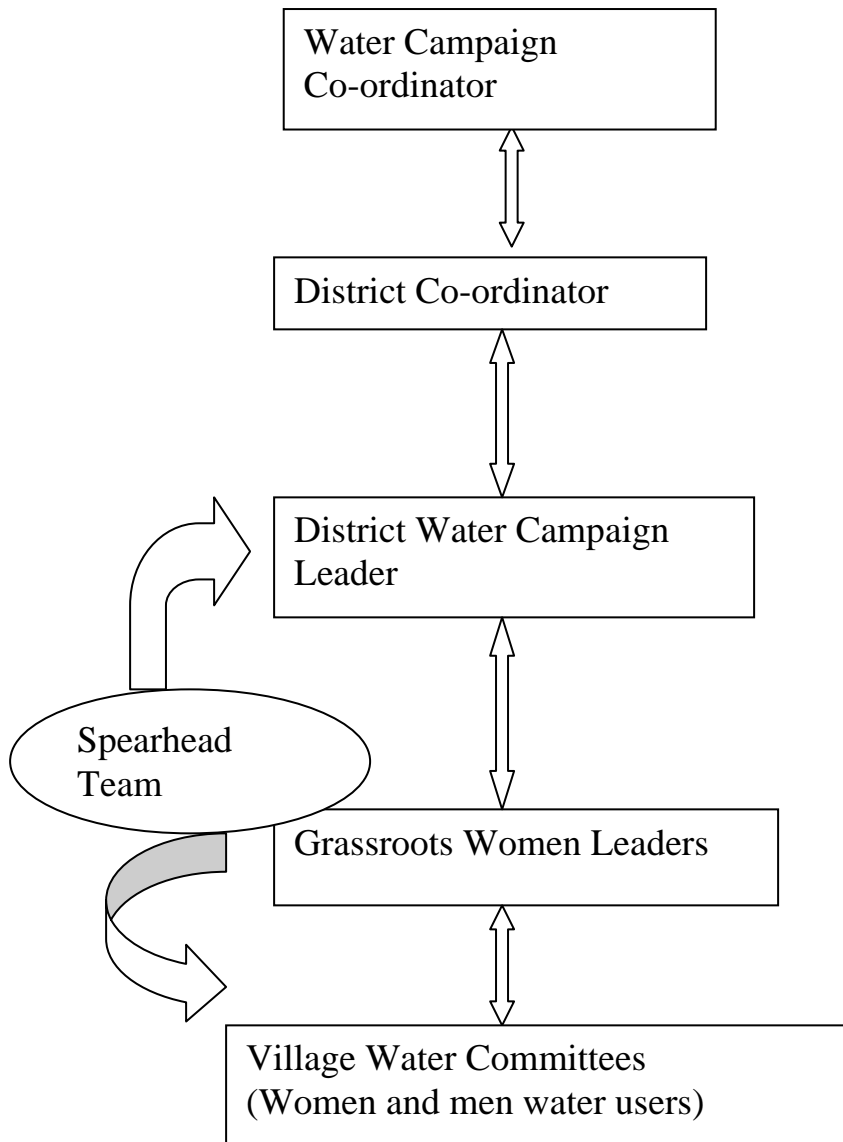 Water Campaign
Co-ordinator
District Co-ordinator
District Water Campaign
Leader
Spearhead
Team
Grassroots Women Leaders
Village Water Committees
(Women and men water users)